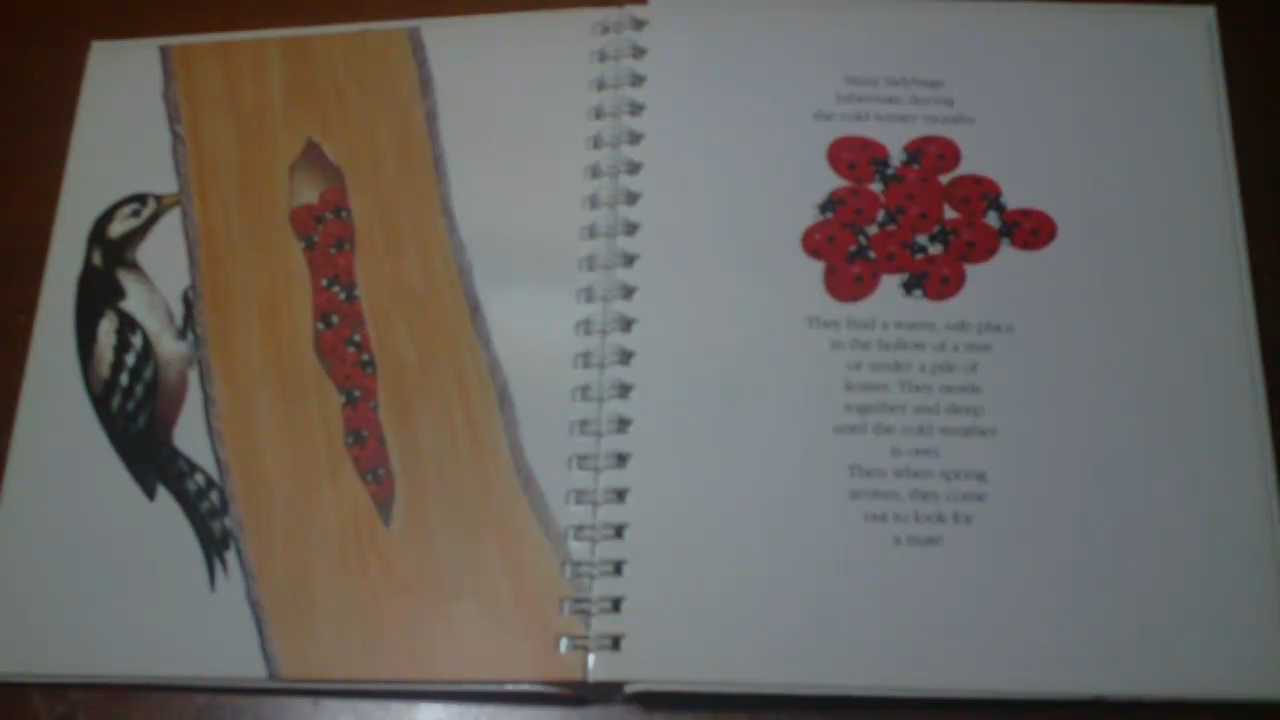 Many ladybugs
hibernate during
the cold winter months
They find a warm, safe place
in the hollow of a tree
or under a pile of
leaves. They nestle
together and sleep
until the cold weather
is over.
Then when spring
arrives, they come
out to look for
a mate.